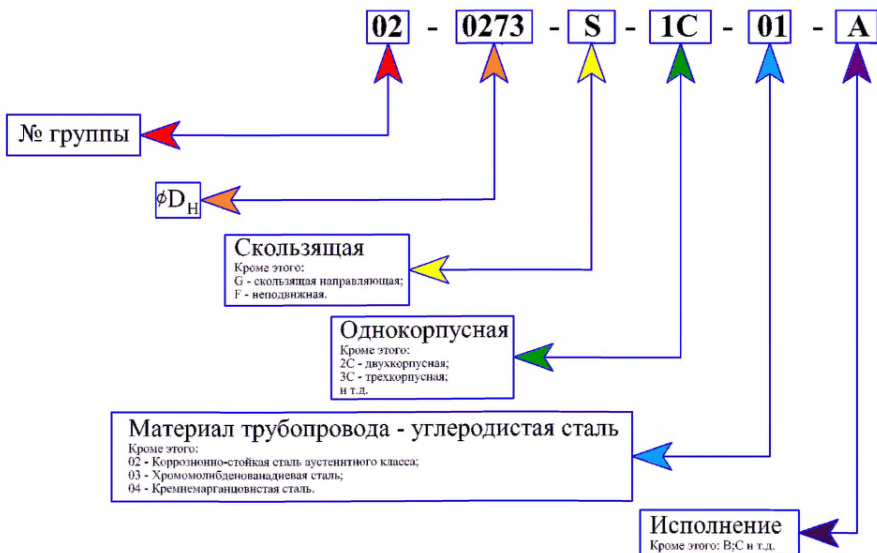 02 - 0273 - S - 1C - 01 - A
№ группы
⌀D_H
Скользящая
Кроме этого:
G - скользящая направляющая;
F - неподвижная.
Однокорпусная
Кроме этого:
2C - двухкорпусная;
3C - трехкорпусная;
и т.д.
Материал трубопровода - углеродистая сталь
Кроме этого:
02 - Коррозионно-стойкая сталь аустенитного класса;
03 - Хромомолибденованадиевая сталь;
04 - Кремнемарганцовистая сталь.
Исполнение
Кроме этого: B;C и т.д.